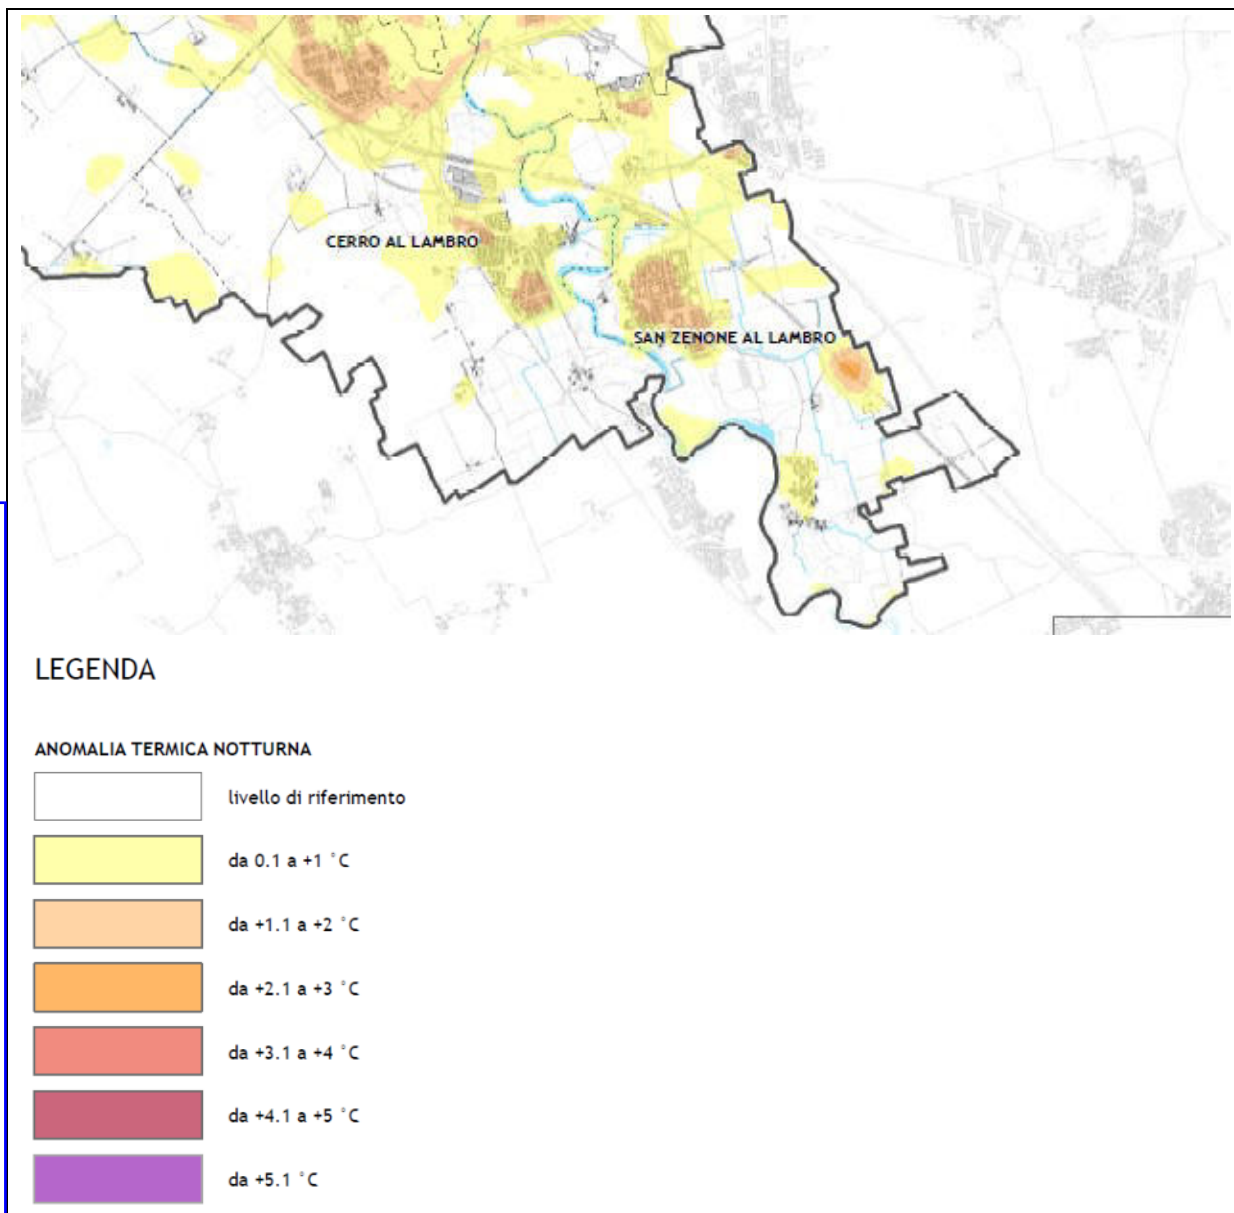 CERRO AL LAMBRO
SAN ZENONE AL LAMBRO
LEGENDA
ANOMALIA TERMICA NOTTURNA
livello di riferimento
da 0.1 a +1 °C
da +1.1 a +2 °C
da +2.1 a +3 °C
da +3.1 a +4 °C
da +4.1 a +5 °C
da +5.1 °C